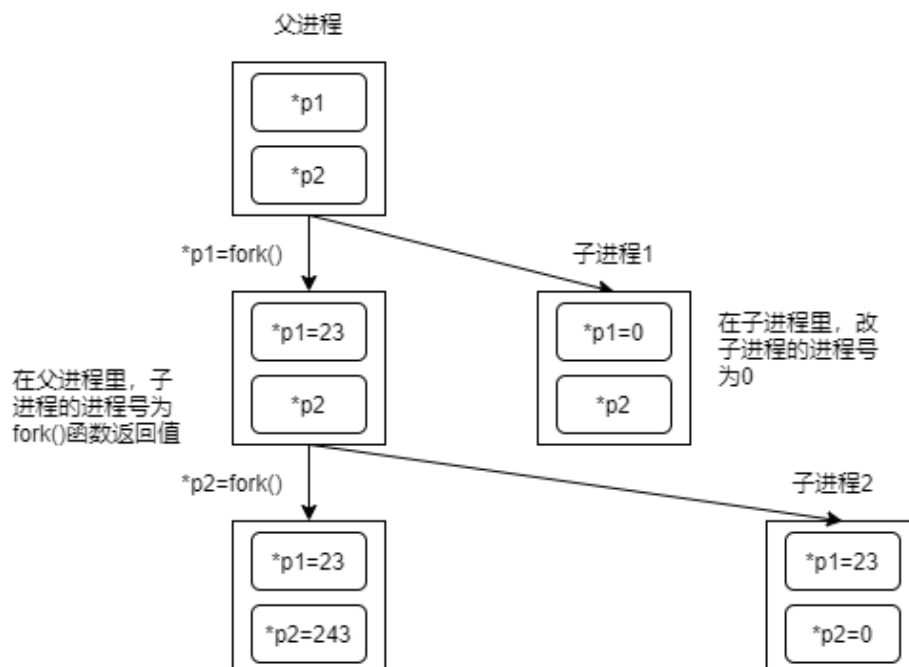 父进程
*p1
*p2
*p1=fork()
子进程1
*p1=23
*p2
*p1=0
*p2
在子进程里，改
子进程的进程号
为0
在父进程里，子
进程的进程号为
fork()函数返回值
*p2=fork()
子进程2
*p1=23
*p2=243
*p1=23
*p2=0